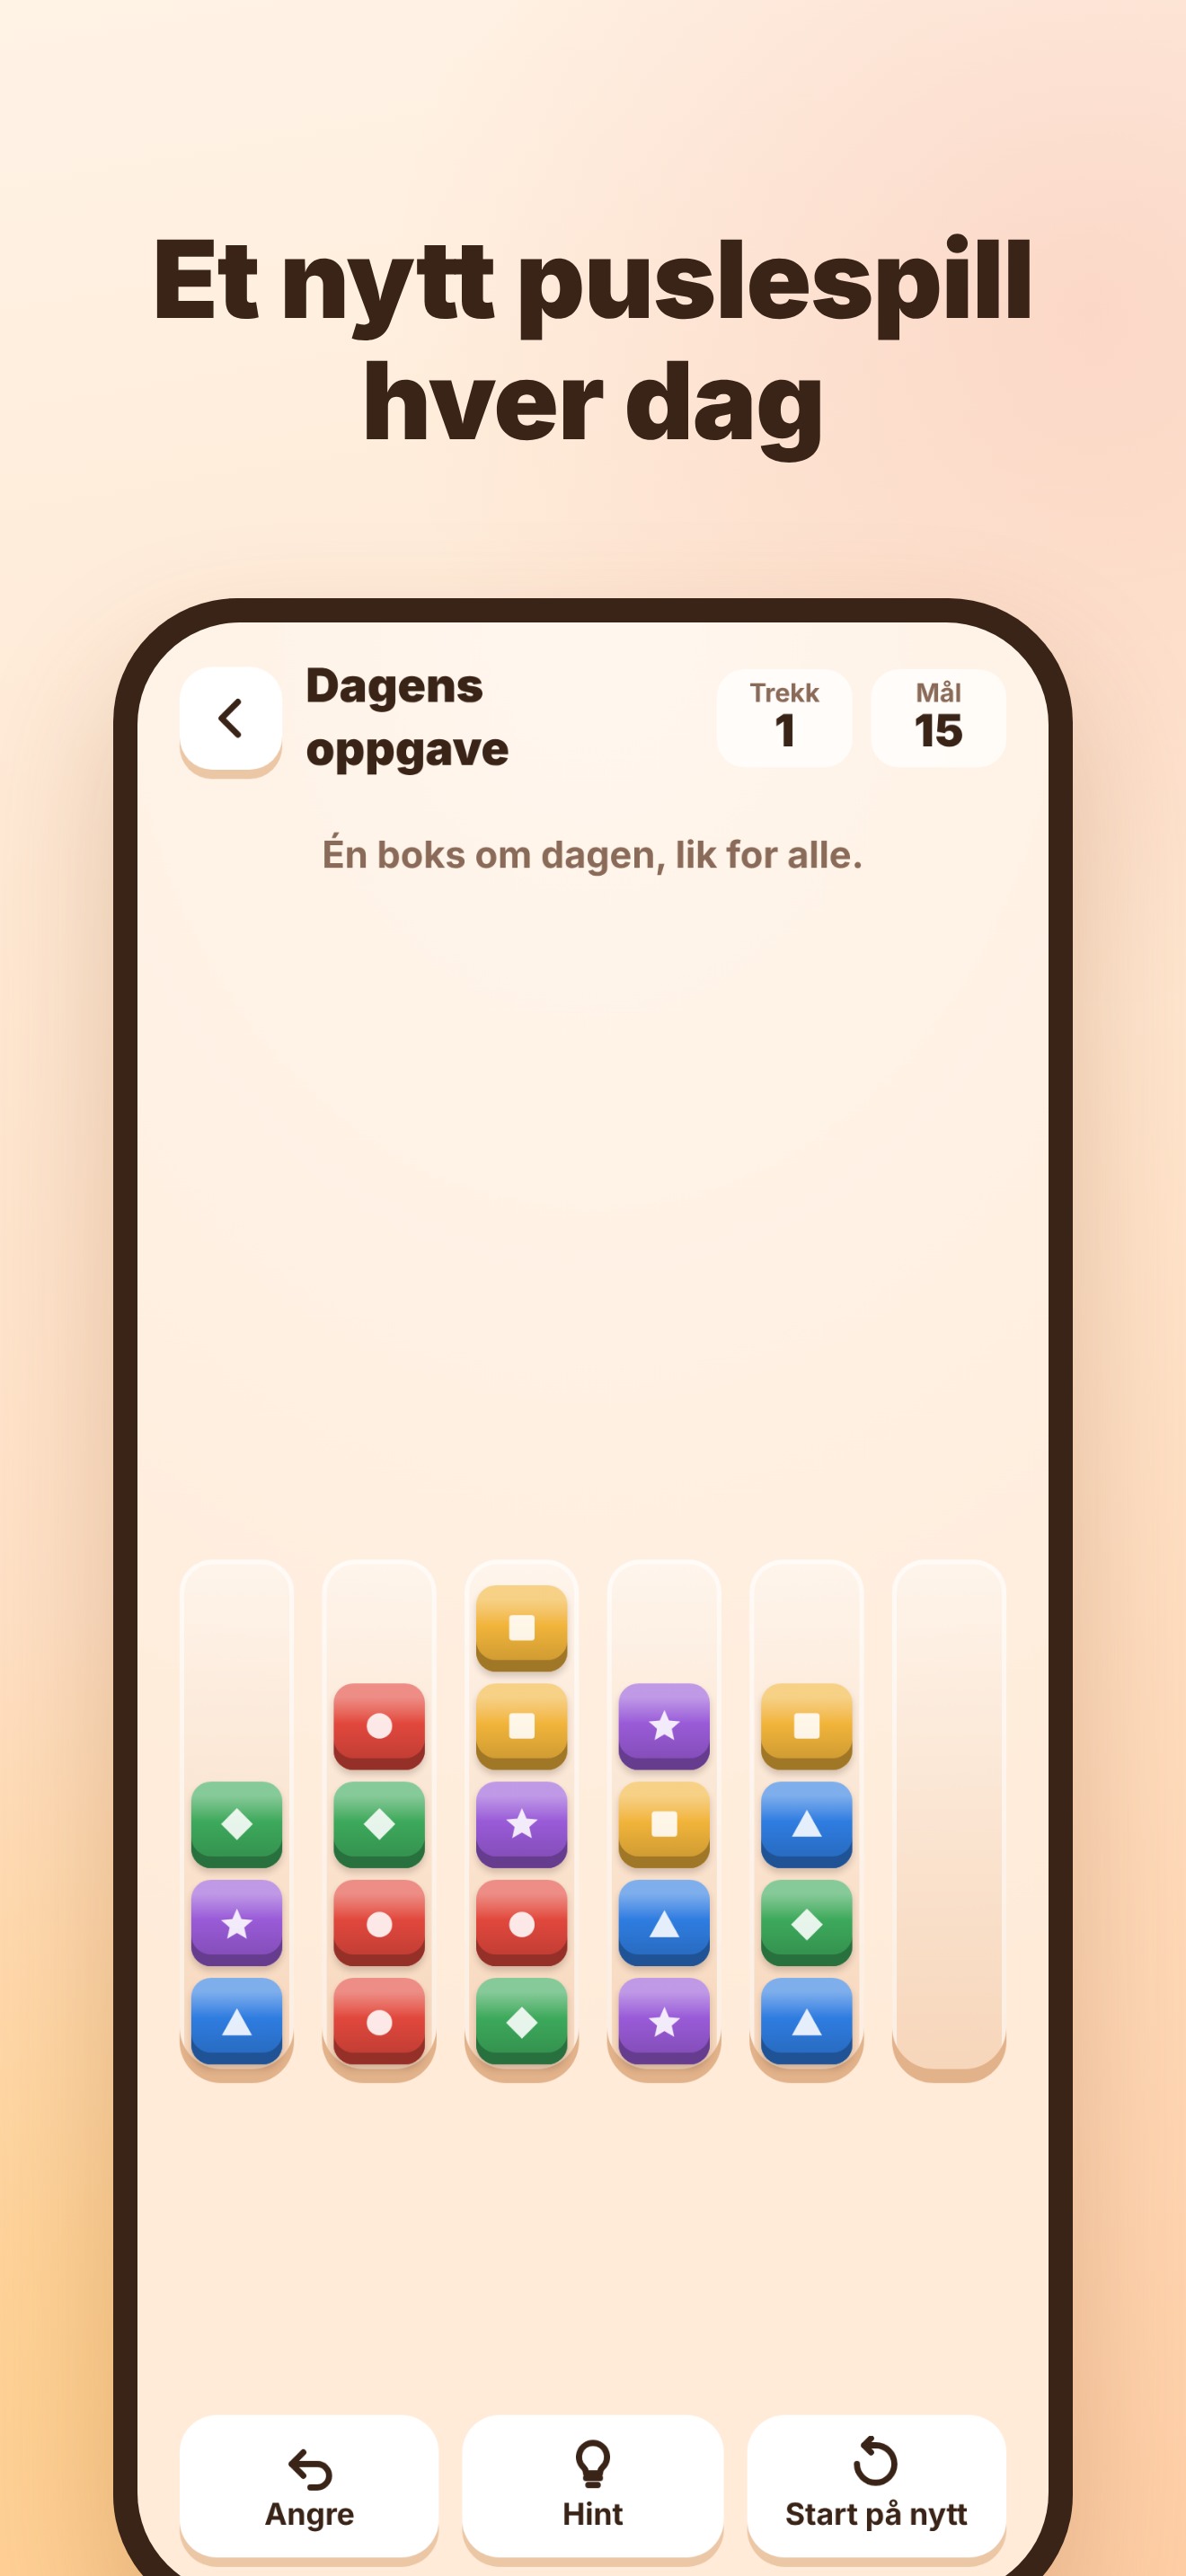 Et nytt puslespill
hver dag
Dagens
oppgave
Trekk
1
Mål
15
Én boks om dagen, lik for alle.
Angre
Hint
Start på nytt